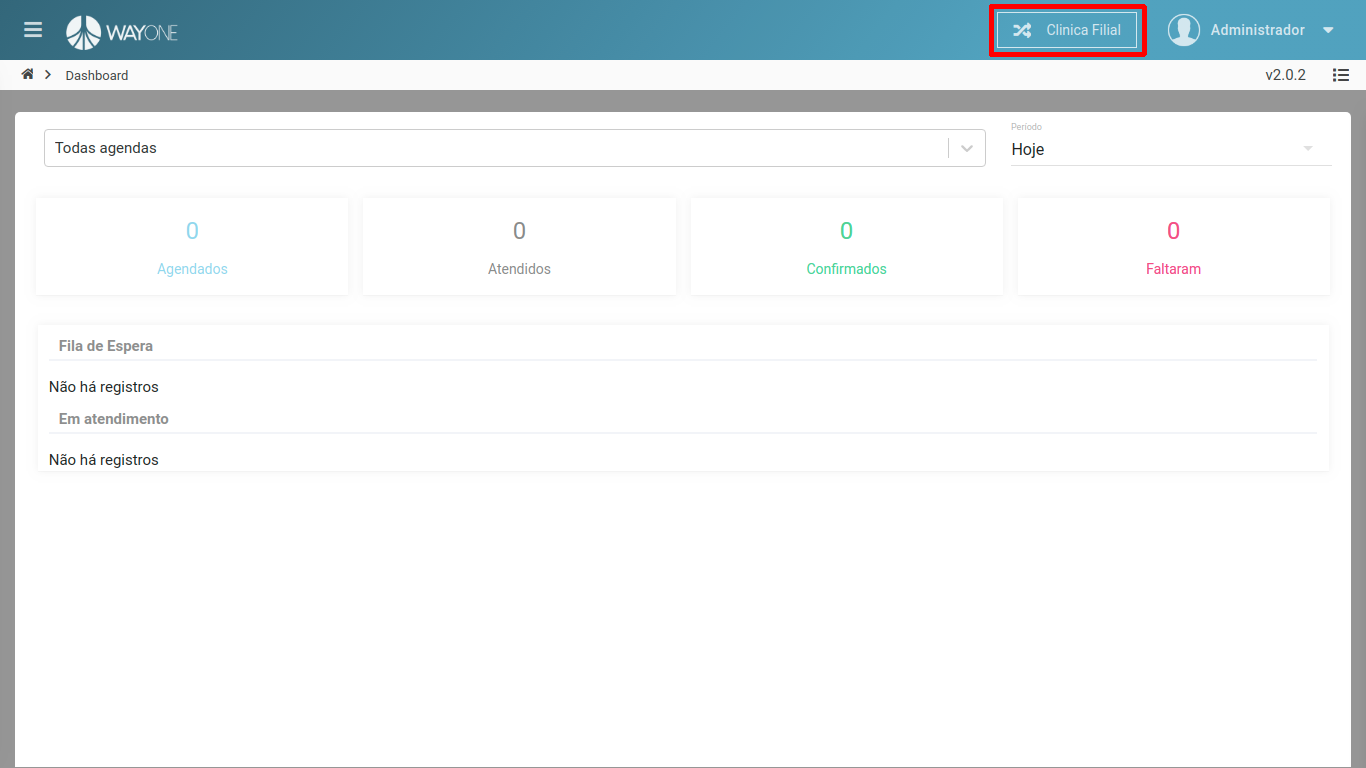 WAYONE
Clinica Filial
Administrador
Dashboard
v2.0.2
Todas agendas
Período
Hoje
0
Agendados
0
Atendidos
0
Confirmados
0
Faltaram
Fila de Espera
Não há registros
Em atendimento
Não há registros